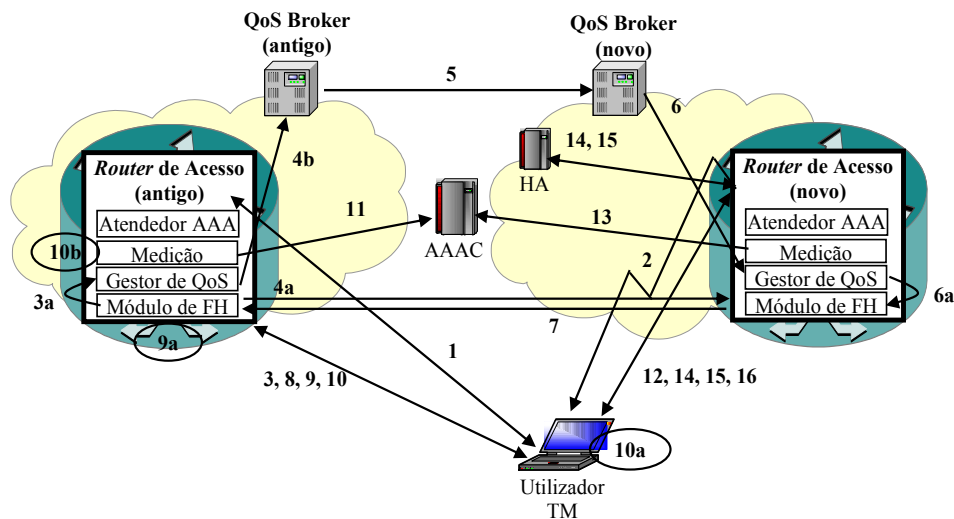 QoS Broker
(antigo)
QoS Broker
(novo)
5
6
4b
14, 15
HA
Router de Acesso
(antigo)
Atendedor AAA
Medição
Gestor de QoS
Módulo de FH
10b
3a
9a
11
AAAC
13
2
Router de Acesso
(novo)
Atendedor AAA
Medição
Gestor de QoS
Módulo de FH
6a
4a
7
1
3, 8, 9, 10
12, 14, 15, 16
10a
Utilizador
TM